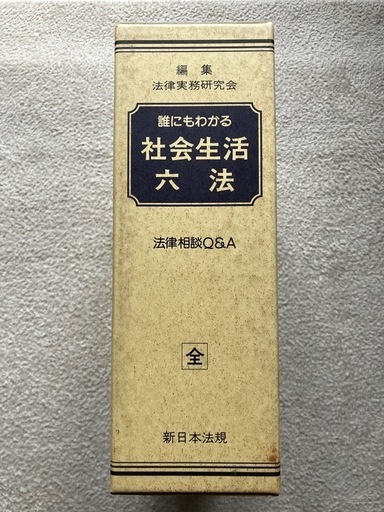 編集
法律実務研究会
誰にもわかる
社会生活
六法
法律相談Q&A
全
新日本法規